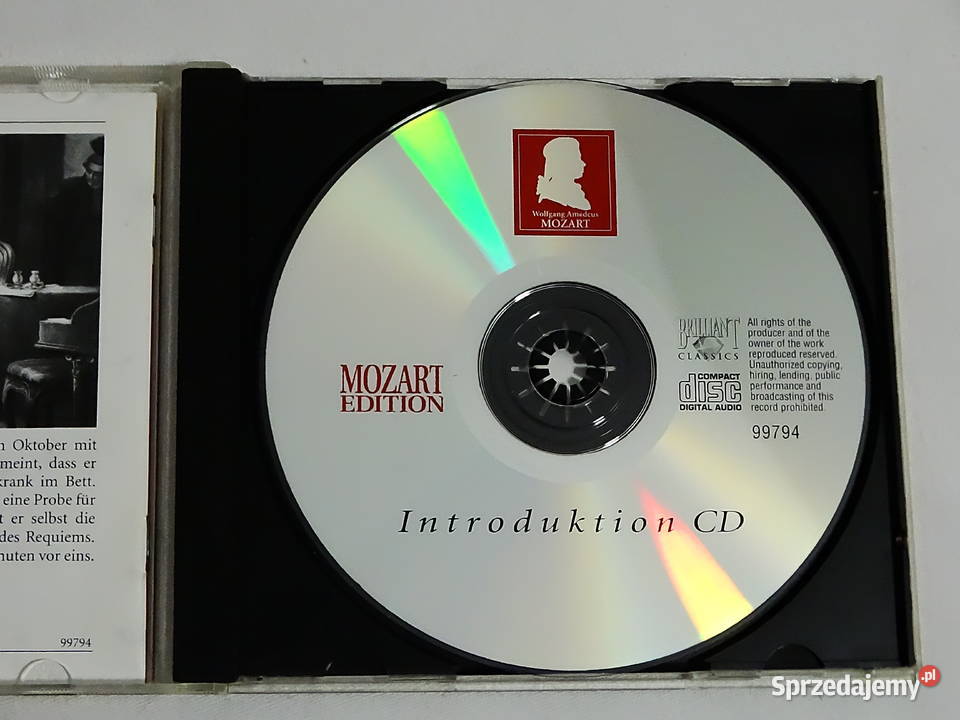 n Oktober mit
meint, dass er
krank im Bett.
eine Probe für
t er selbst die
des Requiems.
nuten vor eins.
99794
Wolfgang Amadeus
MOZART
MOZART
EDITION
BRILLIANT
CLASSICS
COMPACT
disc
DIGITAL AUDIO
All rights of the
producer and of the
owner of the work
reproduced reserved.
Unauthorized copying,
hiring, lending, public
performance and
broadcasting of this
record prohibited.
99794
Introduktion CD
Sprzedajemy.pl